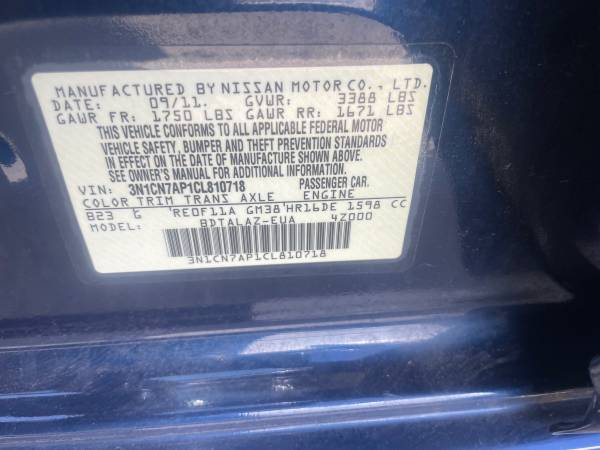 MANUFACTURED BY NISSAN MOTOR CO., LTD.
DATE: 09/11. GVWR: 3388 LBS
GAWR FR: 1750 LBS GAWR RR: 1671 LBS
THIS VEHICLE CONFORMS TO ALL APPLICABLE FEDERAL MOTOR
VEHICLE SAFETY, BUMPER AND THEFT PREVENTION STANDARDS
IN EFFECT ON THE DATE OF MANUFACTURE SHOWN ABOVE.
SEE OWNER'S MANUAL FOR ADDITIONAL INFORMATION.
VIN: 3N1CN7AP1CL810718 PASSENGER CAR.
COLOR TRIM TRANS AXLE ENGINE
B23 G RE0F11A GM38 HR16DE 1598 CC
MODEL: BDTALAZ-EUA 4Z000
3N1CN7AP1CL810718